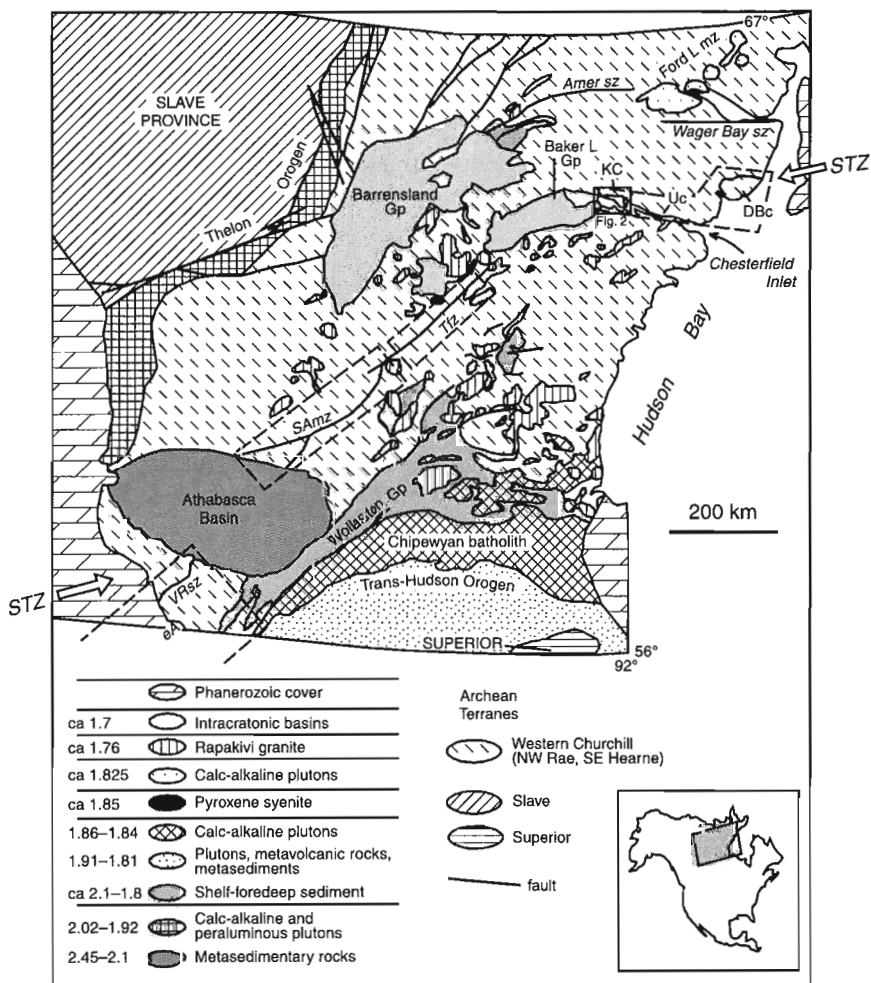 67°
SLAVE
PROVINCE
Ford L mz
Amer sz
Wager Bay sz
Thelon Orogen
Barrensland
Gp
Baker L
Gp
KC
Uc
STZ
DBc
Fig. 2
Chesterfield
Inlet
Tfz
Hudson Bay
SAmz
Athabasca
Basin
Wollaston Gp
200 km
Chipewyan batholith
Trans-Hudson Orogen
STZ
VRsz
eA
SUPERIOR
56°
92°
Phanerozoic cover
ca 1.7 Intracratonic basins
ca 1.76 Rapakivi granite
ca 1.825 Calc-alkaline plutons
ca 1.85 Pyroxene syenite
1.86–1.84 Calc-alkaline plutons
1.91–1.81 Plutons, metavolcanic rocks,
metasediments
ca 2.1–1.8 Shelf-foredeep sediment
2.02–1.92 Calc-alkaline and
peraluminous plutons
2.45–2.1 Metasedimentary rocks
Archean
Terranes
Western Churchill
(NW Rae, SE Hearne)
Slave
Superior
fault